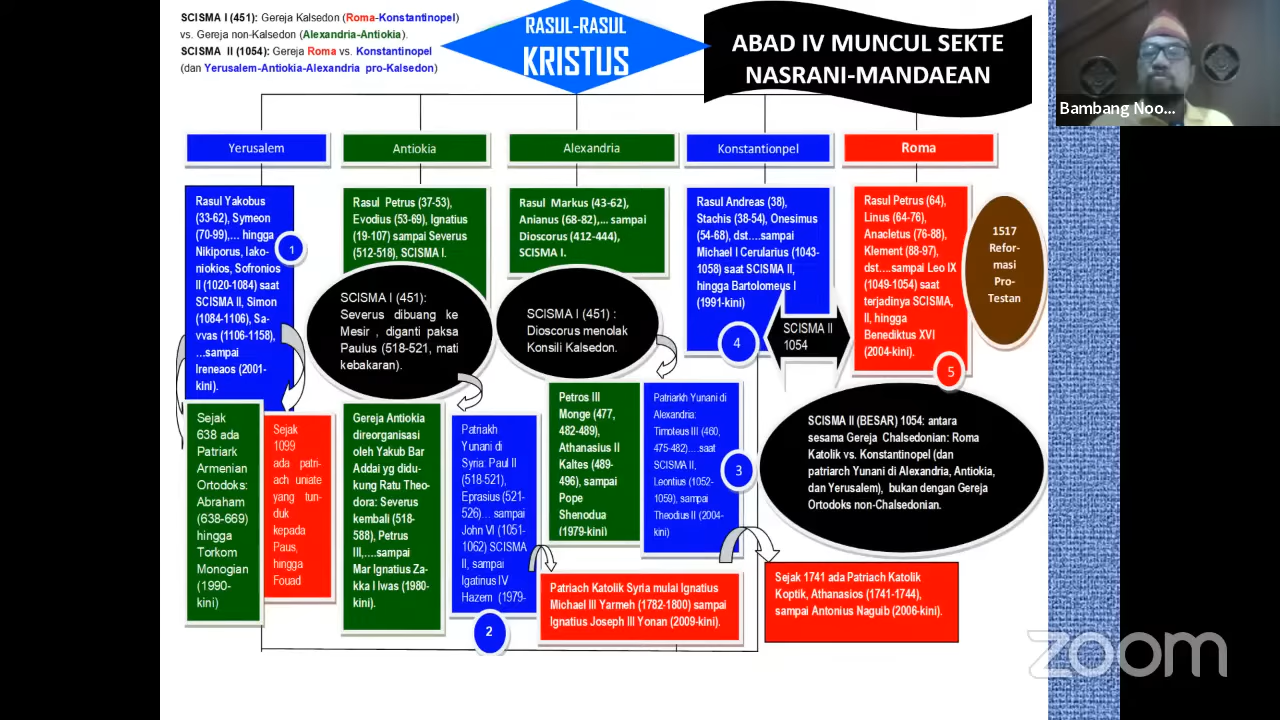 SCISMA I (451): Gereja Kalsedon (Roma-Konstantinopel)
vs. Gereja non-Kalsedon (Alexandria-Antiokia).
SCISMA II (1054): Gereja Roma vs. Konstantinopel
(dan Yerusalem-Antiokia-Alexandria pro-Kalsedon)
RASUL-RASUL
KRISTUS
ABAD IV MUNCUL SEKTE
NASRANI-MANDAEAN
Bambang Noo...
Yerusalem
Antiokia
Alexandria
Konstantionpel
Roma
Rasul Yakobus
(33-62), Symeon
(70-99),... hingga
Nikiporus, Iako-
niokios, Sofronios
II (1020-1084) saat
SCISMA II, Simon
(1084-1106), Sa-
vvas (1106-1158),
...sampai
Ireneaos (2001-
kini).
1
Rasul Petrus (37-53),
Evodius (53-69), Ignatius
(19-107) sampai Severus
(512-518), SCISMA I.
Rasul Markus (43-62),
Anianus (68-82),... sampai
Dioscorus (412-444),
SCISMA I.
Rasul Andreas (38),
Stachis (38-54), Onesimus
(54-68), dst....sampai
Michael I Cerularius (1043-
1058) saat SCISMA II,
hingga Bartolomeus I
(1991-kini)
4
Rasul Petrus (64),
Linus (64-76),
Anacletus (76-88),
Klement (88-97),
dst....sampai Leo IX
(1049-1054) saat
terjadinya SCISMA,
II, hingga
Benediktus XVI
(2004-kini).
5
1517
Refor-
masi
Pro-
Testan
SCISMA I (451):
Severus dibuang ke
Mesir , diganti paksa
Paulus (518-521, mati
kebakaran).
SCISMA I (451) :
Dioscorus menolak
Konsili Kalsedon.
SCISMA II
1054
Sejak
638 ada
Patriark
Armenian
Ortodoks:
Abraham
(638-669)
hingga
Torkom
Monogian
(1990-
kini)
Sejak
1099
ada patri-
ach uniate
yang tun-
duk
kepada
Paus,
hingga
Fouad
Gereja Antiokia
direorganisasi
oleh Yakub Bar
Addai yg didu-
kung Ratu Theo-
dora: Severus
kembali (518-
588), Petrus
III,....sampai
Mar Ignatius Za-
kka I Iwas (1980-
kini).
Patriakh
Yunani di
Syria: Paul II
(518-521),
Eprasius (521-
526)... sampai
John VI (1051-
1062) SCISMA
II, sampai
Igatinus IV
Hazem (1979-
2
Petros III
Monge (477,
482-489),
Athanasius II
Kaltes (489-
496), sampai
Pope
Shenodua
(1979-kini)
Patriarkh Yunani di
Alexandria:
Timoteus III (460,
475-482)....saat
SCISMA II,
Leontius (1052-
1059), sampai
Theodius II (2004-
kini)
3
SCISMA II (BESAR) 1054: antara
sesama Gereja Chalsedonian: Roma
Katolik vs. Konstantinopel (dan
patriarch Yunani di Alexandria, Antiokia,
dan Yerusalem), bukan dengan Gereja
Ortodoks non-Chalsedonian.
Patriach Katolik Syria mulai Ignatius
Michael III Yarmeh (1782-1800) sampai
Ignatius Joseph III Yonan (2009-kini).
Sejak 1741 ada Patriach Katolik
Koptik, Athanasios (1741-1744),
sampai Antonius Naguib (2006-kini).
zoom